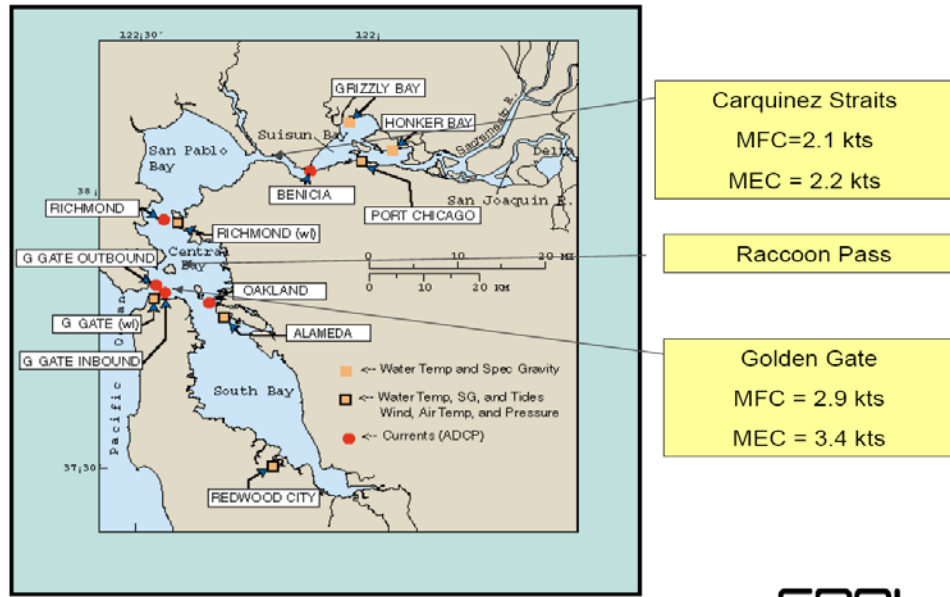 122;30'
122;
GRIZZLY BAY
HONKER BAY
Suisun Bay
Sacramento R.
San Pablo
Bay
Delta
BENICIA
San Joaquin R.
38;
PORT CHICAGO
RICHMOND
RICHMOND (wl)
G GATE OUTBOUND
Central
Bay
0 10 20 MI
0 10 20 KM
OAKLAND
G GATE (wl)
ALAMEDA
G GATE INBOUND
Pacific Ocean
<-- Water Temp and Spec Gravity
South Bay
<-- Water Temp, SG, and Tides
Wind, Air Temp, and Pressure
<-- Currents (ADCP)
37;30
REDWOOD CITY
Carquinez Straits
MFC=2.1 kts
MEC = 2.2 kts
Raccoon Pass
Golden Gate
MFC = 2.9 kts
MEC = 3.4 kts